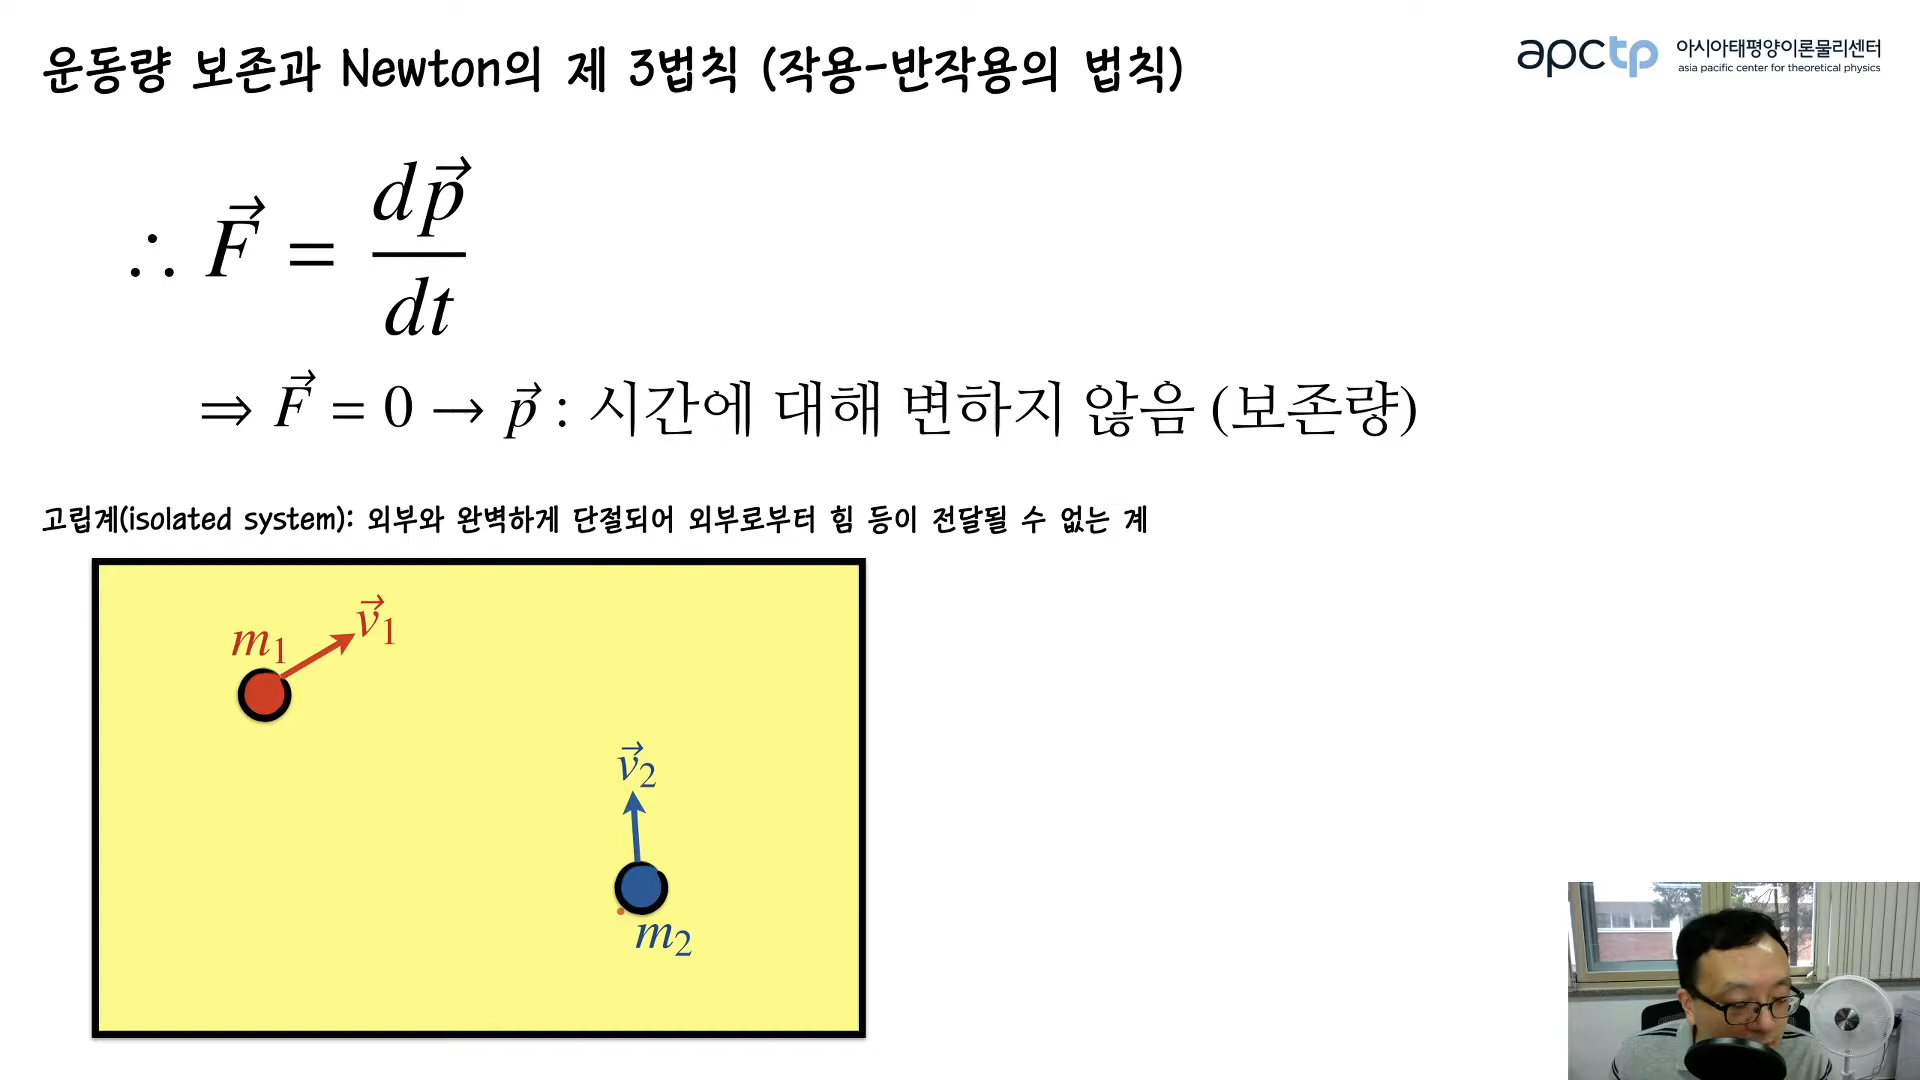 운동량 보존과 Newton의 제 3법칙 (작용-반작용의 법칙)
apctp 아시아태평양이론물리센터
asia pacific center for theoretical physics
∴ F⃗ = dp⃗/dt
⇒ F⃗ = 0 → p⃗ : 시간에 대해 변하지 않음 (보존량)
고립계(isolated system): 외부와 완벽하게 단절되어 외부로부터 힘 등이 전달될 수 없는 계
m₁
v⃗₁
v⃗₂
m₂